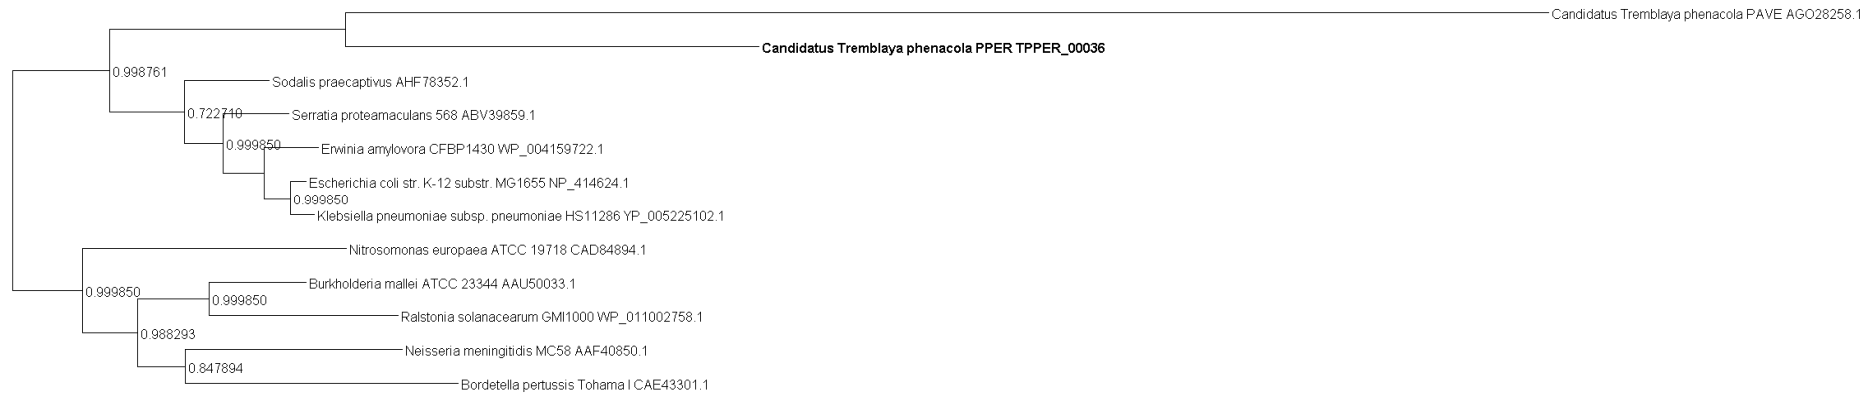 Candidatus Tremblaya phenacola PAVE AGO28258.1
Candidatus Tremblaya phenacola PPER TPPER_00036
0.998761
Sodalis praecaptivus AHF78352.1
0.722710
Serratia proteamaculans 568 ABV39859.1
0.999850
Erwinia amylovora CFBP1430 WP_004159722.1
Escherichia coli str. K-12 substr. MG1655 NP_414624.1
0.999850
Klebsiella pneumoniae subsp. pneumoniae HS11286 YP_005225102.1
Nitrosomonas europaea ATCC 19718 CAD84894.1
0.999850
Burkholderia mallei ATCC 23344 AAU50033.1
0.999850
Ralstonia solanacearum GMI1000 WP_011002758.1
0.988293
Neisseria meningitidis MC58 AAF40850.1
0.847894
Bordetella pertussis Tohama I CAE43301.1